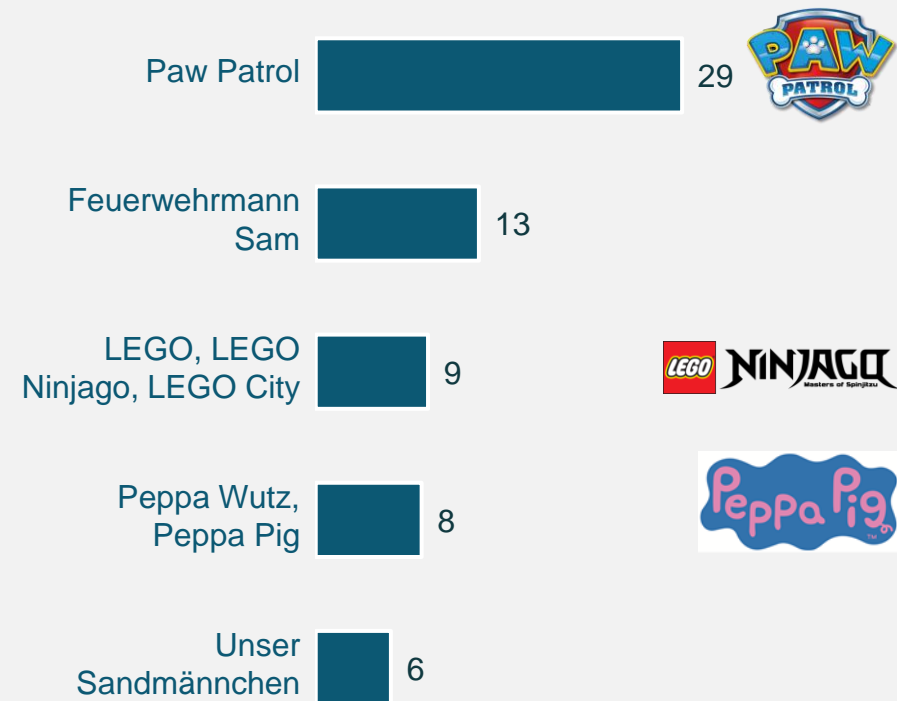 Paw Patrol
29
PAW
PATROL
Feuerwehrmann
Sam
13
LEGO, LEGO
Ninjago, LEGO City
9
LEGO NINJAGO
Masters of Spinjitzu
Peppa Wutz,
Peppa Pig
8
Peppa Pig
TM
Unser
Sandmännchen
6